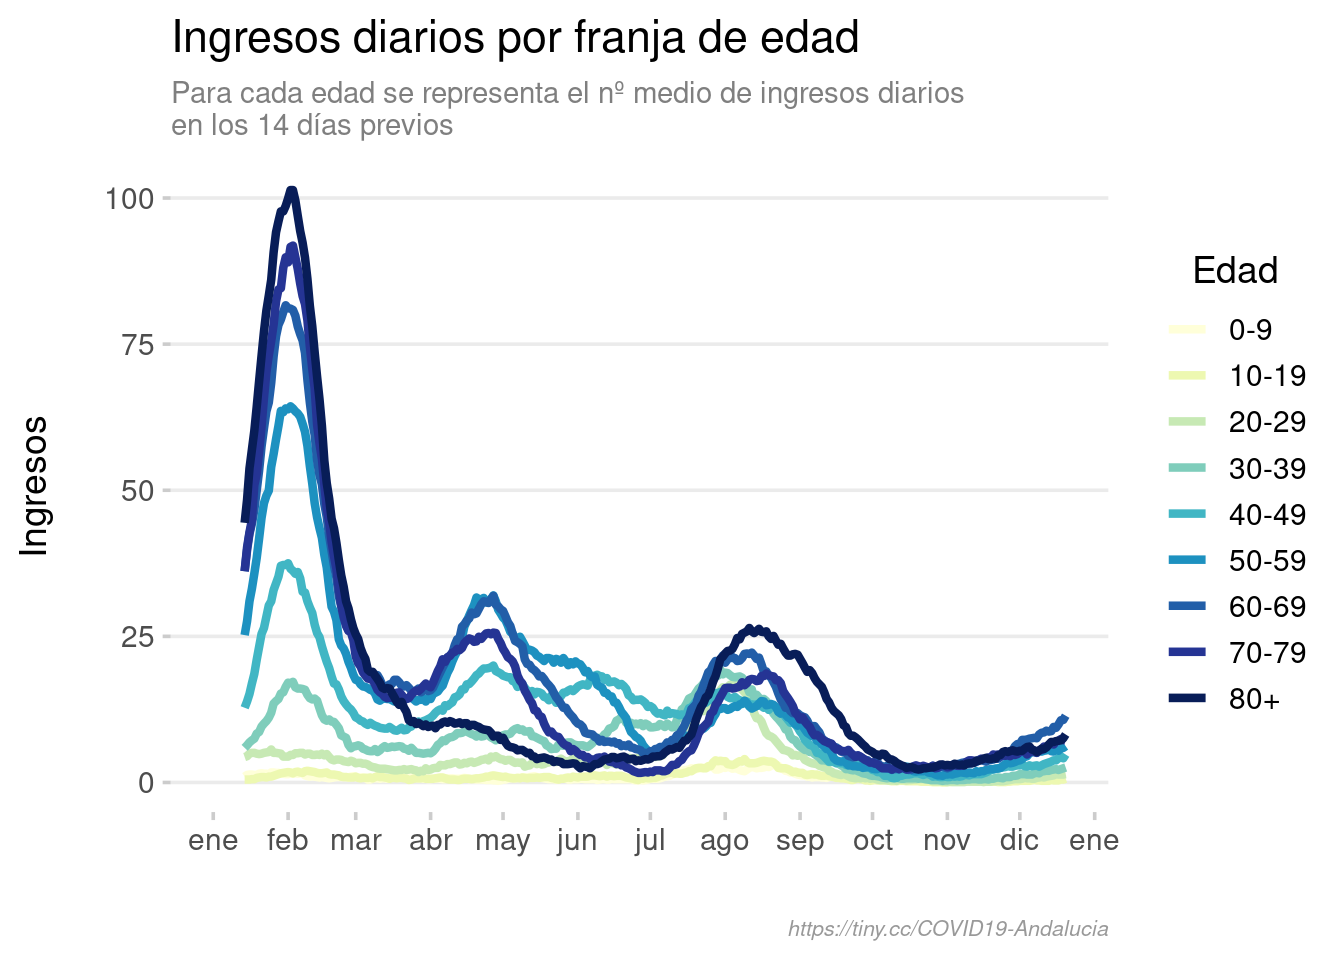 Ingresos diarios por franja de edad
Para cada edad se representa el nº medio de ingresos diarios
en los 14 días previos
Ingresos
100
75
50
25
0
ene feb mar abr may jun jul ago sep oct nov dic ene
Edad
0-9
10-19
20-29
30-39
40-49
50-59
60-69
70-79
80+
https://tiny.cc/COVID19-Andalucia